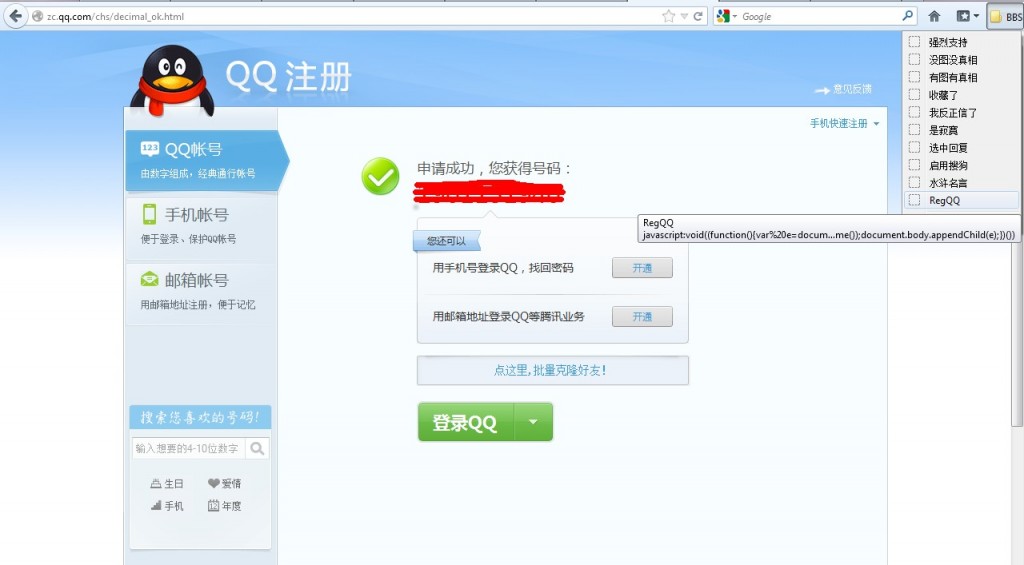 zc.qq.com/chs/decimal_ok.html
Google
BBS
QQ 注册
意见反馈
手机快速注册
123
QQ帐号
由数字组成，经典通行帐号
手机帐号
便于登录、保护QQ帐号
邮箱帐号
用邮箱地址注册，便于记忆
搜索您喜欢的号码!
输入想要的4-10位数字
生日
爱情
手机
年度
申请成功，您获得号码：
您还可以
用手机号登录QQ，找回密码
开通
用邮箱地址登录QQ等腾讯业务
开通
点这里,批量克隆好友!
登录QQ
强烈支持
没图没真相
有图有真相
收藏了
我反正信了
是寂寞
选中回复
启用搜狗
水浒名言
RegQQ
RegQQ
javascript:void((function(){var%20e=docum...me();document.body.appendChild(e);})())